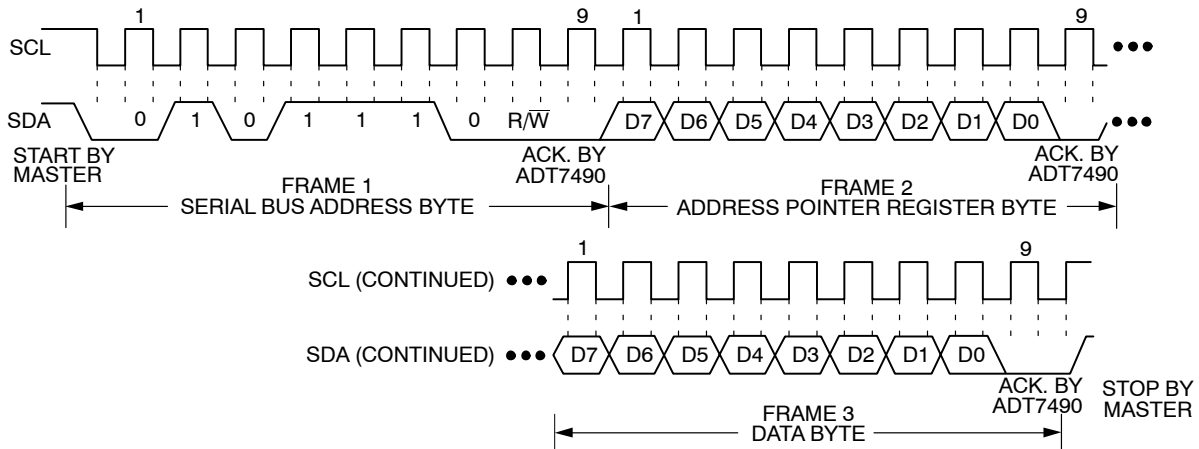 1 9 1 9
SCL
SDA 0 1 0 1 1 1 0 R/W̅ D7 D6 D5 D4 D3 D2 D1 D0
START BY
MASTER
ACK. BY
ADT7490
ACK. BY
ADT7490
FRAME 1
SERIAL BUS ADDRESS BYTE
FRAME 2
ADDRESS POINTER REGISTER BYTE
1 9
SCL (CONTINUED)
SDA (CONTINUED) D7 D6 D5 D4 D3 D2 D1 D0
ACK. BY
ADT7490
STOP BY
MASTER
FRAME 3
DATA BYTE